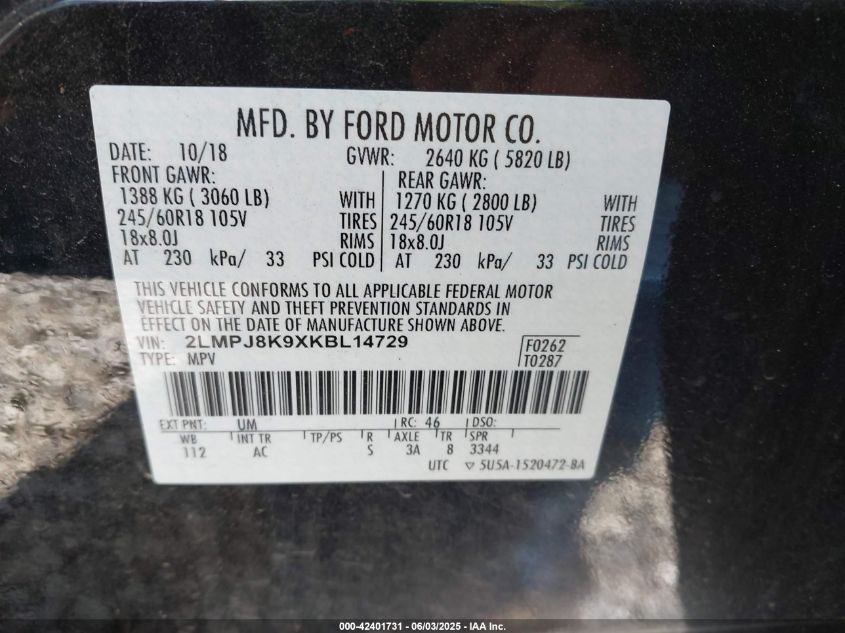 MFD. BY FORD MOTOR CO.
DATE: 10/18 GVWR: 2640 KG ( 5820 LB)
FRONT GAWR: REAR GAWR:
1388 KG ( 3060 LB) WITH 1270 KG ( 2800 LB) WITH
245/60R18 105V TIRES 245/60R18 105V TIRES
18x8.0J RIMS 18x8.0J RIMS
AT 230 kPa/ 33 PSI COLD AT 230 kPa/ 33 PSI COLD
THIS VEHICLE CONFORMS TO ALL APPLICABLE FEDERAL MOTOR
VEHICLE SAFETY AND THEFT PREVENTION STANDARDS IN
EFFECT ON THE DATE OF MANUFACTURE SHOWN ABOVE.
VIN: 2LMPJ8K9XKBL14729 F0262
TYPE: MPV T0287
EXT PNT: UM RC: 46 DSO:
WB INT TR TP/PS R AXLE TR SPR
112 AC S 3A 8 3344
UTC ▽ 5U5A-1520472-BA
000-42401731 - 06/03/2025 - IAA Inc.